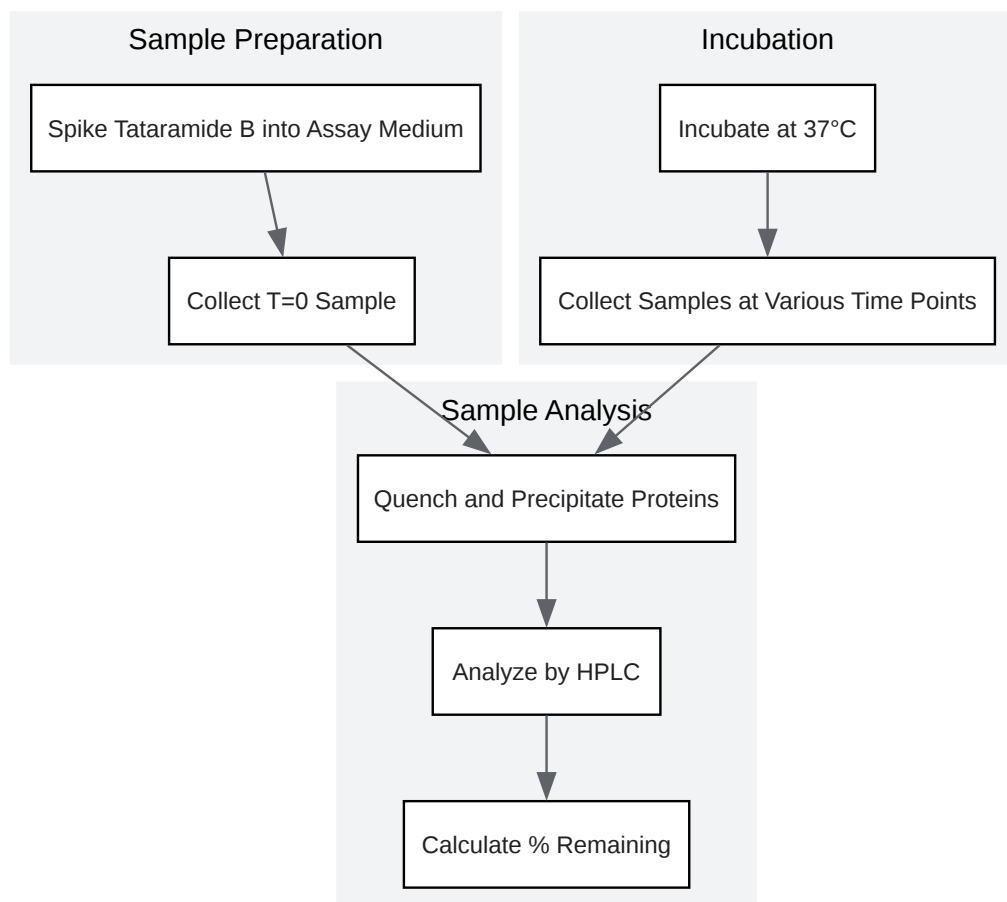 Sample Preparation
Spike Tataramide B into Assay Medium
Collect T=0 Sample
Incubation
Incubate at 37°C
Collect Samples at Various Time Points
Sample Analysis
Quench and Precipitate Proteins
Analyze by HPLC
Calculate % Remaining